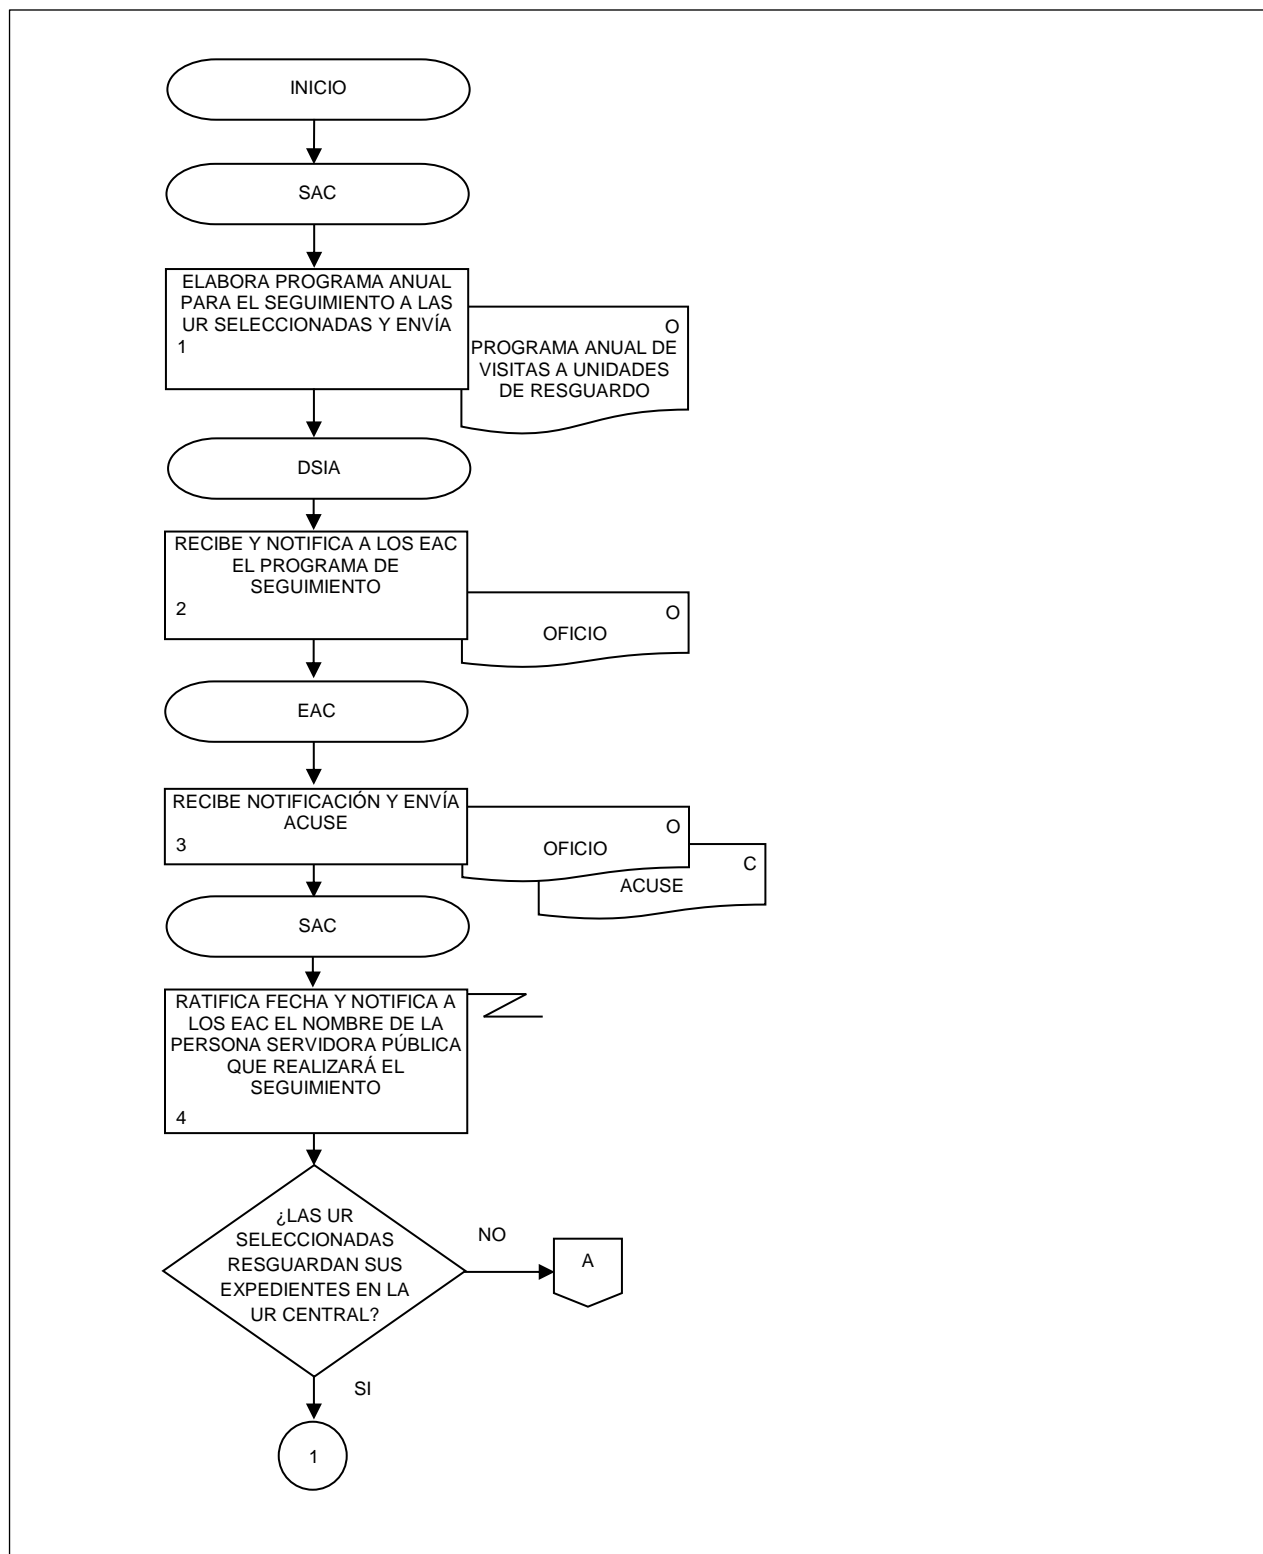 INICIO
SAC
ELABORA PROGRAMA ANUAL
PARA EL SEGUIMIENTO A LAS
UR SELECCIONADAS Y ENVÍA
1
O
PROGRAMA ANUAL DE
VISITAS A UNIDADES
DE RESGUARDO
DSIA
RECIBE Y NOTIFICA A LOS EAC
EL PROGRAMA DE
SEGUIMIENTO
2
O
OFICIO
EAC
RECIBE NOTIFICACIÓN Y ENVÍA
ACUSE
3
O
OFICIO
C
ACUSE
SAC
RATIFICA FECHA Y NOTIFICA A
LOS EAC EL NOMBRE DE LA
PERSONA SERVIDORA PÚBLICA
QUE REALIZARÁ EL
SEGUIMIENTO
4
¿LAS UR
SELECCIONADAS
RESGUARDAN SUS
EXPEDIENTES EN LA
UR CENTRAL?
NO
A
SI
1